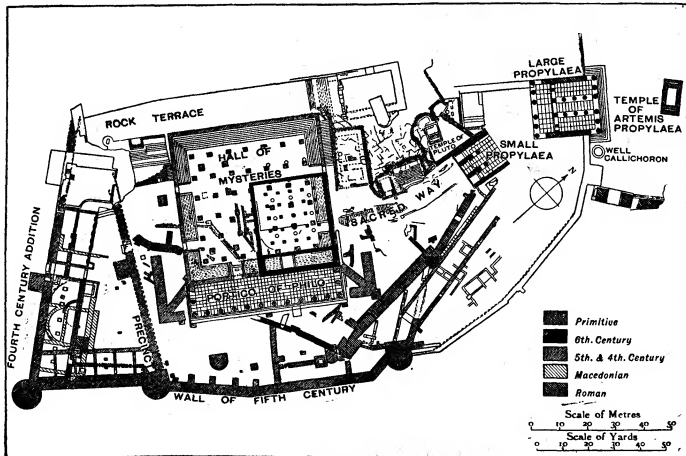 LARGE
PROPYLAEA
TEMPLE
OF
ARTEMIS
PROPYLAEA
WELL
CALLICHORON
ROCK TERRACE
HALL OF
MYSTERIES
TEMPLE OF
PLUTO
SMALL
PROPYLAEA
SACRED WAY
N
PORTICO OF PHILO
FOURTH CENTURY ADDITION
PRECINCT
WALL OF FIFTH CENTURY
Primitive
6th. Century
5th. & 4th. Century
Macedonian
Roman
Scale of Metres
10 20 30 40 50
Scale of Yards
0 10 20 30 40 50